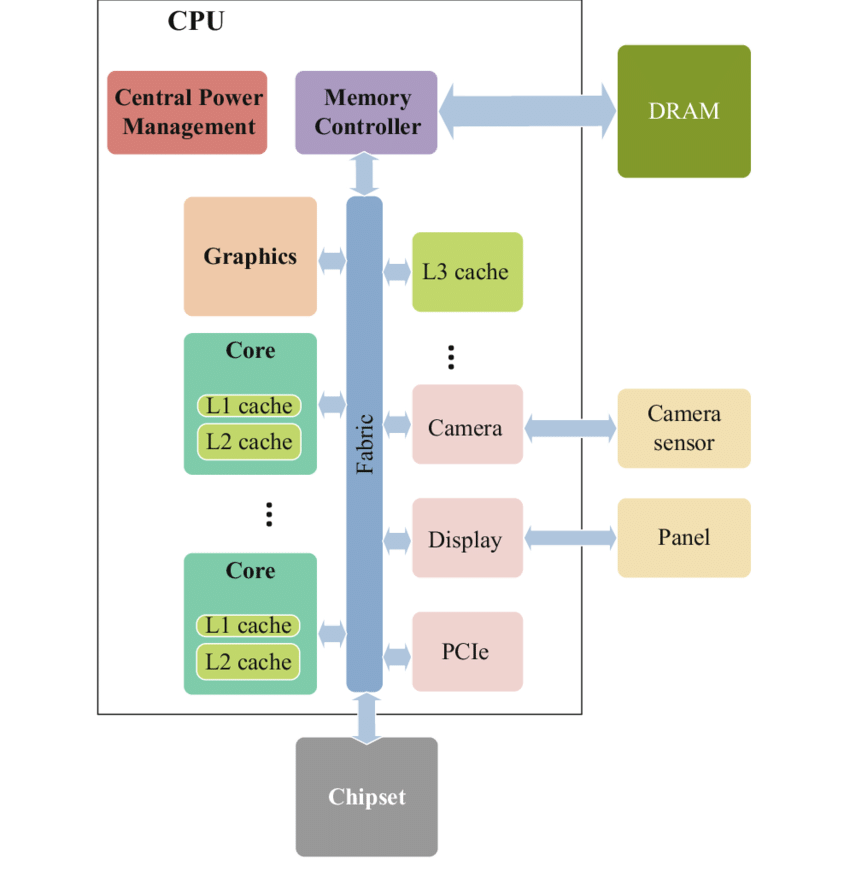 CPU
Central Power
Management
Memory
Controller
DRAM
Graphics
L3 cache
Core
L1 cache
L2 cache
Fabric
Camera
Camera
sensor
Display
Panel
Core
L1 cache
L2 cache
PCIe
Chipset